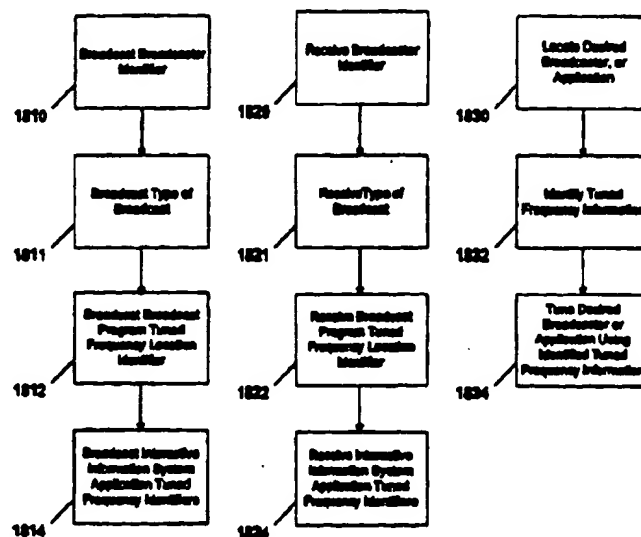 Broadcast Broadcaster
Identifier
1810
Broadcast Type of
Broadcast
1811
Broadcast Broadcast
Program Tuned
Frequency Location
Identifier
1812
Broadcast Interactive
Information System
Application Tuned
Frequency Identifiers
1814
Receive Broadcaster
Identifier
1820
Receive Type of
Broadcast
1821
Receive Broadcast
Program Tuned
Frequency Location
Identifier
1822
Receive Interactive
Information System
Application Tuned
Frequency Identifiers
1824
Locate Desired
Broadcaster, or
Application
1830
Identify Tuned
Frequency Information
1832
Tune Desired
Broadcaster or
Application Using
Identified Tuned
Frequency Information
1834